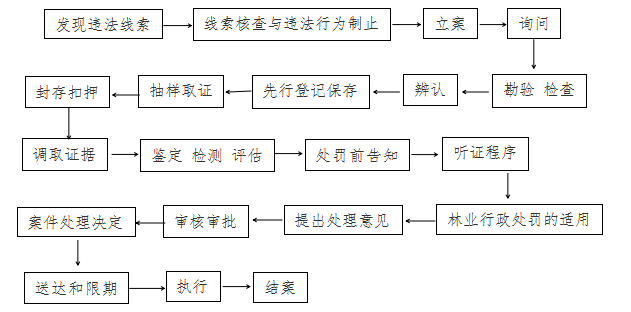 发现违法线索
线索核查与违法行为制止
立案
询问
勘验 检查
辨认
先行登记保存
抽样取证
封存扣押
调取证据
鉴定 检测 评估
处罚前告知
听证程序
林业行政处罚的适用
提出处理意见
审核审批
案件处理决定
送达和限期
执行
结案